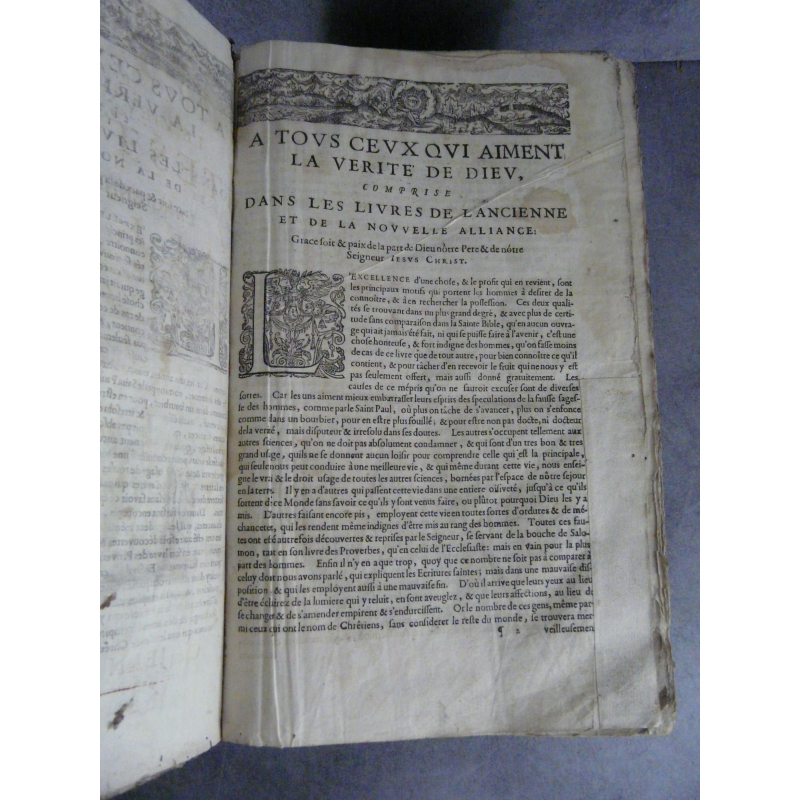 A TOVS CEVX QVI AIMENT
LA VERITE' DE DIEV,
COMPRISE
DANS LES LIVRES DE L'ANCIENNE
ET DE LA NOVVELLE ALLIANCE:
Grace soit & paix de la part de Dieu nôtre Pere & de nôtre
Seigneur IESVS CHRIST.
L'EXCELLENCE d'une chose, & le profit qui en revient, sont
les principaux motifs qui portent les hommes à desirer de la
connoître, & à en rechercher la possession. Ces deux quali-
tés se trouvant dans un plus grand degré, & avec plus de certi-
tude sans comparaison dans la Sainte Bible, qu'en aucun ouvra-
ge qui ait jamais été fait, ni qui se puisse faire à l'avenir, c'est une
chose honteuse, & fort indigne des hommes, qu'on fasse moins
de cas de ce livre que de tout autre, pour bien connoître ce qu'il
contient, & pour tâcher d'en recevoir le fruit qui ne nous y est
pas seulement offert, mais aussi donné gratuitement. Les
causes de ce mépris qu'on ne sauroit excuser sont de diverses
sortes. Car les uns aiment mieux embarrasser leurs esprits des speculations de la fausse sages-
se des hommes, comme parle Saint Paul, où plus on tâche de s'avancer, plus on s'enfonce
comme dans un bourbier, pour en estre plus souillé; & pour estre non pas docte, ni docteur
de la verzé, mais disputeur & irresolu dans ses doutes. Les autres s'occupent tellement aux
autres sciences, qu'on ne doit pas absolument condamner, & qui sont d'un tres bon & tres
grand usage, quils ne se donnent aucun loisir pour comprendre celle qui est la principale,
qui seule nous peut conduire à une meilleure vie, & qui même durant cette vie, nous ensei-
gne le vrai & le droit usage de toutes les autres sciences, bornées par l'espace de nôtre sejour
en la terre. Il y en a d'autres qui passent cette vie dans une entiere oisiveté, jusqu'à ce qu'ils
sortent d: ce Monde sans savoir ce qu'ils y sont venus faire, ou plûtot pourquoi Dieu les y a
mis. D'autres faisant encore pis, employent cette vie en toutes sortes d'ordutes & de mé-
chancetez, qui les rendent même indignes d'être mis au rang des hommes. Toutes ces fau-
tes ont eté autrefois découvertes & reprises par le Seigneur, se servant de la bouche de Salo-
mon, tant en son livre des Proverbes, qu'en celui de l'Ecclesiaste: mais en vain pour la plus
part des hommes. Enfin il n'y en a que trop, quoy que ce nombre ne soit pas a comparer à
celuy dont nous avons parlé, qui expliquent les Ecritures saintes; mais dans une mauvaise dis-
position & qui les employent aussi à une mauvaise fin. D'où il arrive que leurs yeux au lieu
d'être éclairez de la lumiere qui y reluit, en sont aveuglez, & que leurs affections, au lieu de
se changer & de s'amender empirent & s'endurcissent. Or le nombre de ces gens, même par-
mi ceux qui ont le nom de Chrétiens, sans considerer le reste du monde, se trouvera mer-
¶ 2 veilleusemen